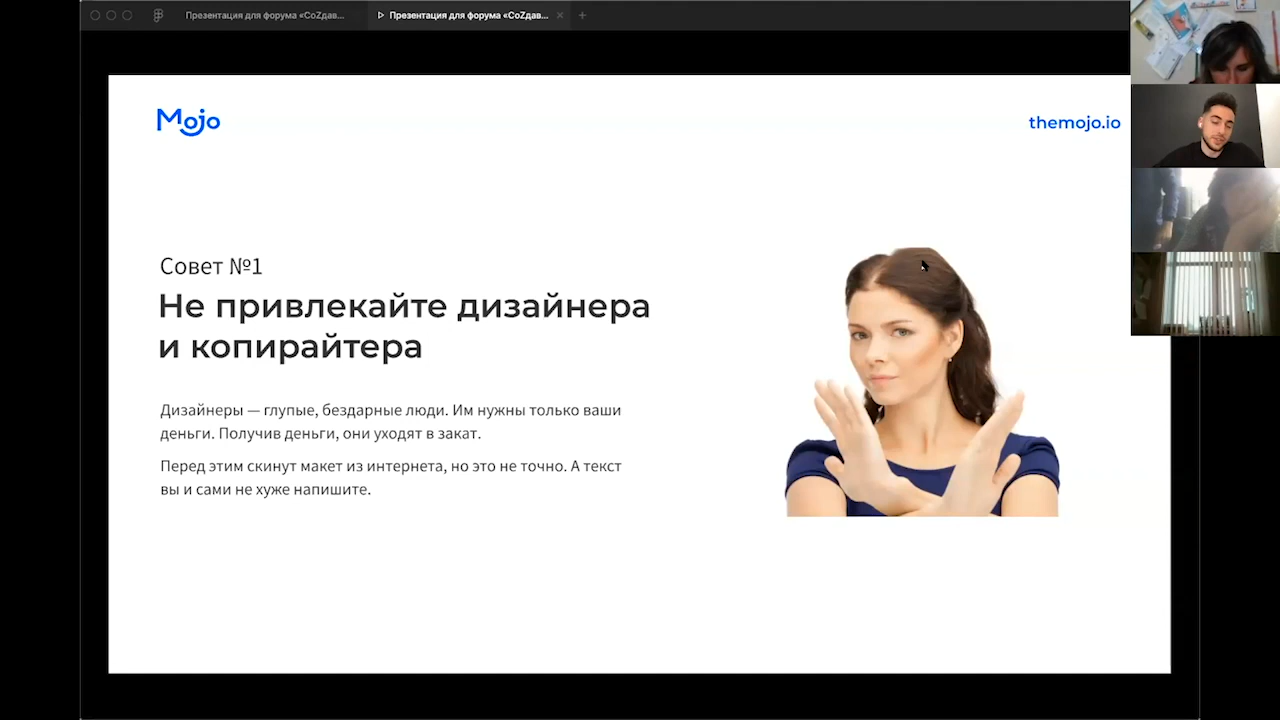 Презентация для форума «СоZдав...
Презентация для форума «СоZдав...
Mojo
themojo.io
Совет №1
Не привлекайте дизайнера
и копирайтера
Дизайнеры — глупые, бездарные люди. Им нужны только ваши
деньги. Получив деньги, они уходят в закат.
Перед этим скинут макет из интернета, но это не точно. А текст
вы и сами не хуже напишите.